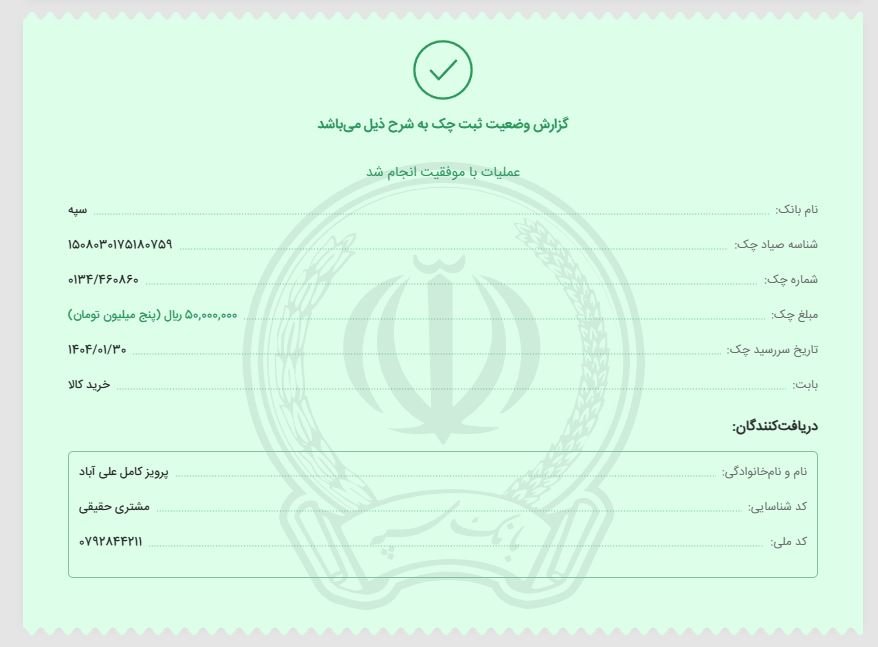 گزارش وضعیت ثبت چک به شرح ذیل می‌باشد
عملیات با موفقیت انجام شد
نام بانک: سپه
شناسه صیاد چک: ۱۵۰۸۰۳۰۱۷۵۱۸۰۷۵۹
شماره چک: ۰۱۳۴/۴۶۰۸۶۰
مبلغ چک: ۵۰,۰۰۰,۰۰۰ ریال (پنج میلیون تومان)
تاریخ سررسید چک: ۱۴۰۴/۰۱/۳۰
بابت: خرید کالا
دریافت‌کنندگان:
نام و نام‌خانوادگی: پرویز کامل علی آباد
کد شناسایی: مشتری حقیقی
کد ملی: ۰۷۹۲۸۴۴۲۱۱
بانک سپه